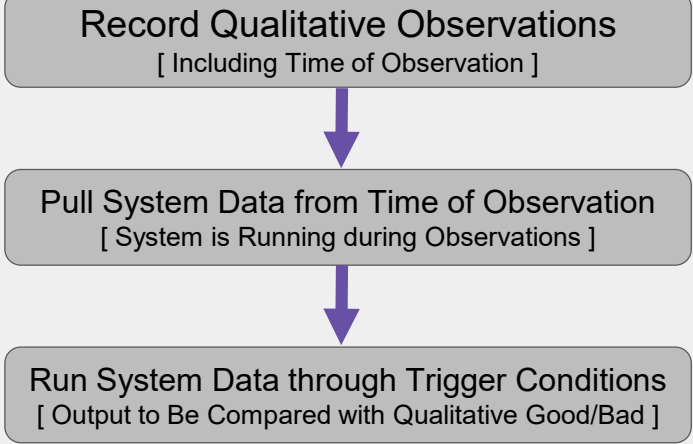 Record Qualitative Observations
[ Including Time of Observation ]
Pull System Data from Time of Observation
[ System is Running during Observations ]
Run System Data through Trigger Conditions
[ Output to Be Compared with Qualitative Good/Bad ]